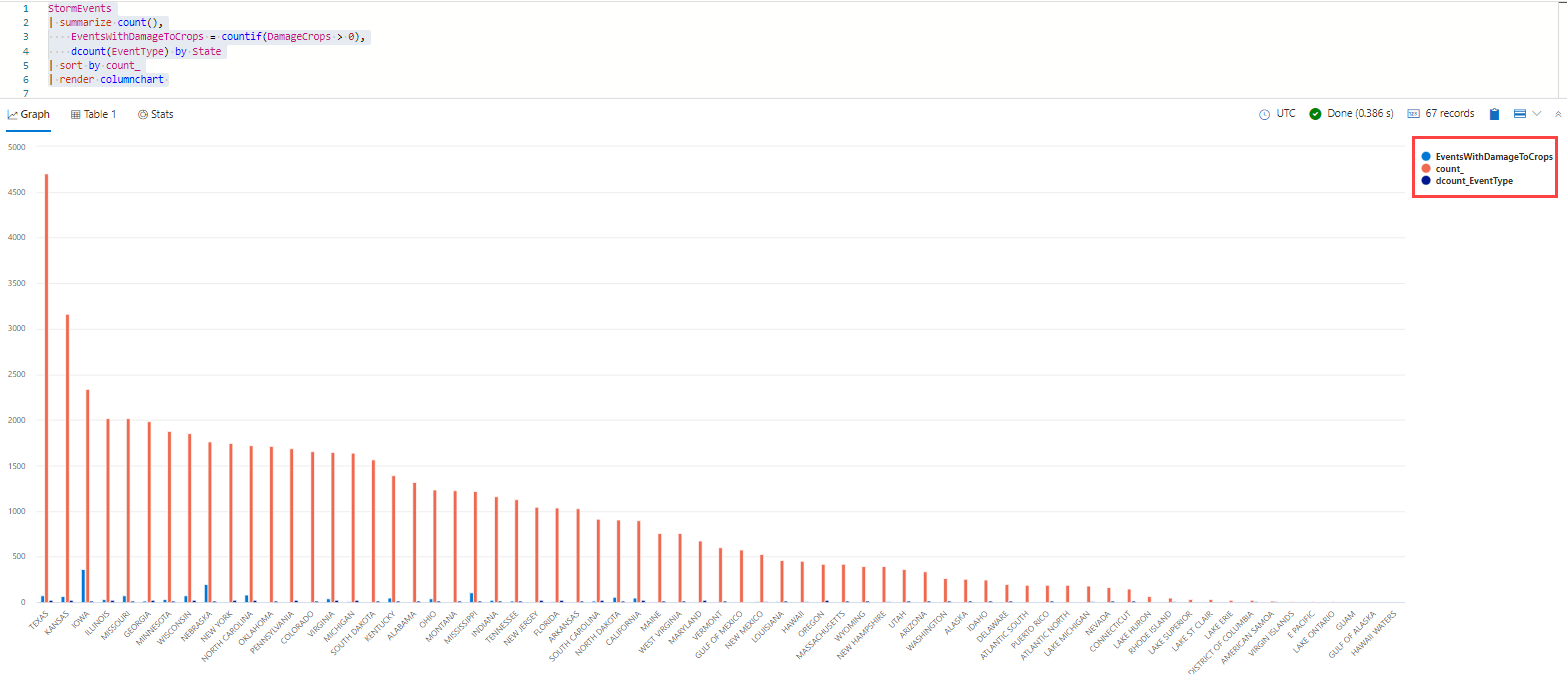 1 StormEvents
2 | summarize count(),
3 EventsWithDamageToCrops = countif(DamageCrops > 0),
4 dcount(EventType) by State
5 | sort by count_
6 | render columnchart
7
Graph Table 1 Stats UTC Done (0.386 s) 67 records
EventsWithDamageToCrops
count_
dcount_EventType
5000
4500
4000
3500
3000
2500
2000
1500
1000
500
0
TEXAS
KANSAS
IOWA
ILLINOIS
MISSOURI
GEORGIA
MINNESOTA
WISCONSIN
NEBRASKA
NEW YORK
NORTH CAROLINA
OKLAHOMA
PENNSYLVANIA
COLORADO
VIRGINIA
MICHIGAN
SOUTH DAKOTA
KENTUCKY
ALABAMA
OHIO
MONTANA
MISSISSIPPI
INDIANA
TENNESSEE
NEW JERSEY
FLORIDA
ARKANSAS
SOUTH CAROLINA
NORTH DAKOTA
CALIFORNIA
MAINE
WEST VIRGINIA
MARYLAND
VERMONT
GULF OF MEXICO
NEW MEXICO
LOUISIANA
HAWAII
OREGON
MASSACHUSETTS
WYOMING
NEW HAMPSHIRE
UTAH
ARIZONA
WASHINGTON
ALASKA
IDAHO
DELAWARE
ATLANTIC SOUTH
PUERTO RICO
ATLANTIC NORTH
LAKE MICHIGAN
NEVADA
CONNECTICUT
LAKE HURON
RHODE ISLAND
LAKE SUPERIOR
LAKE ST CLAIR
LAKE ERIE
DISTRICT OF COLUMBIA
AMERICAN SAMOA
VIRGIN ISLANDS
E PACIFIC
LAKE ONTARIO
GUAM
GULF OF ALASKA
HAWAII WATERS